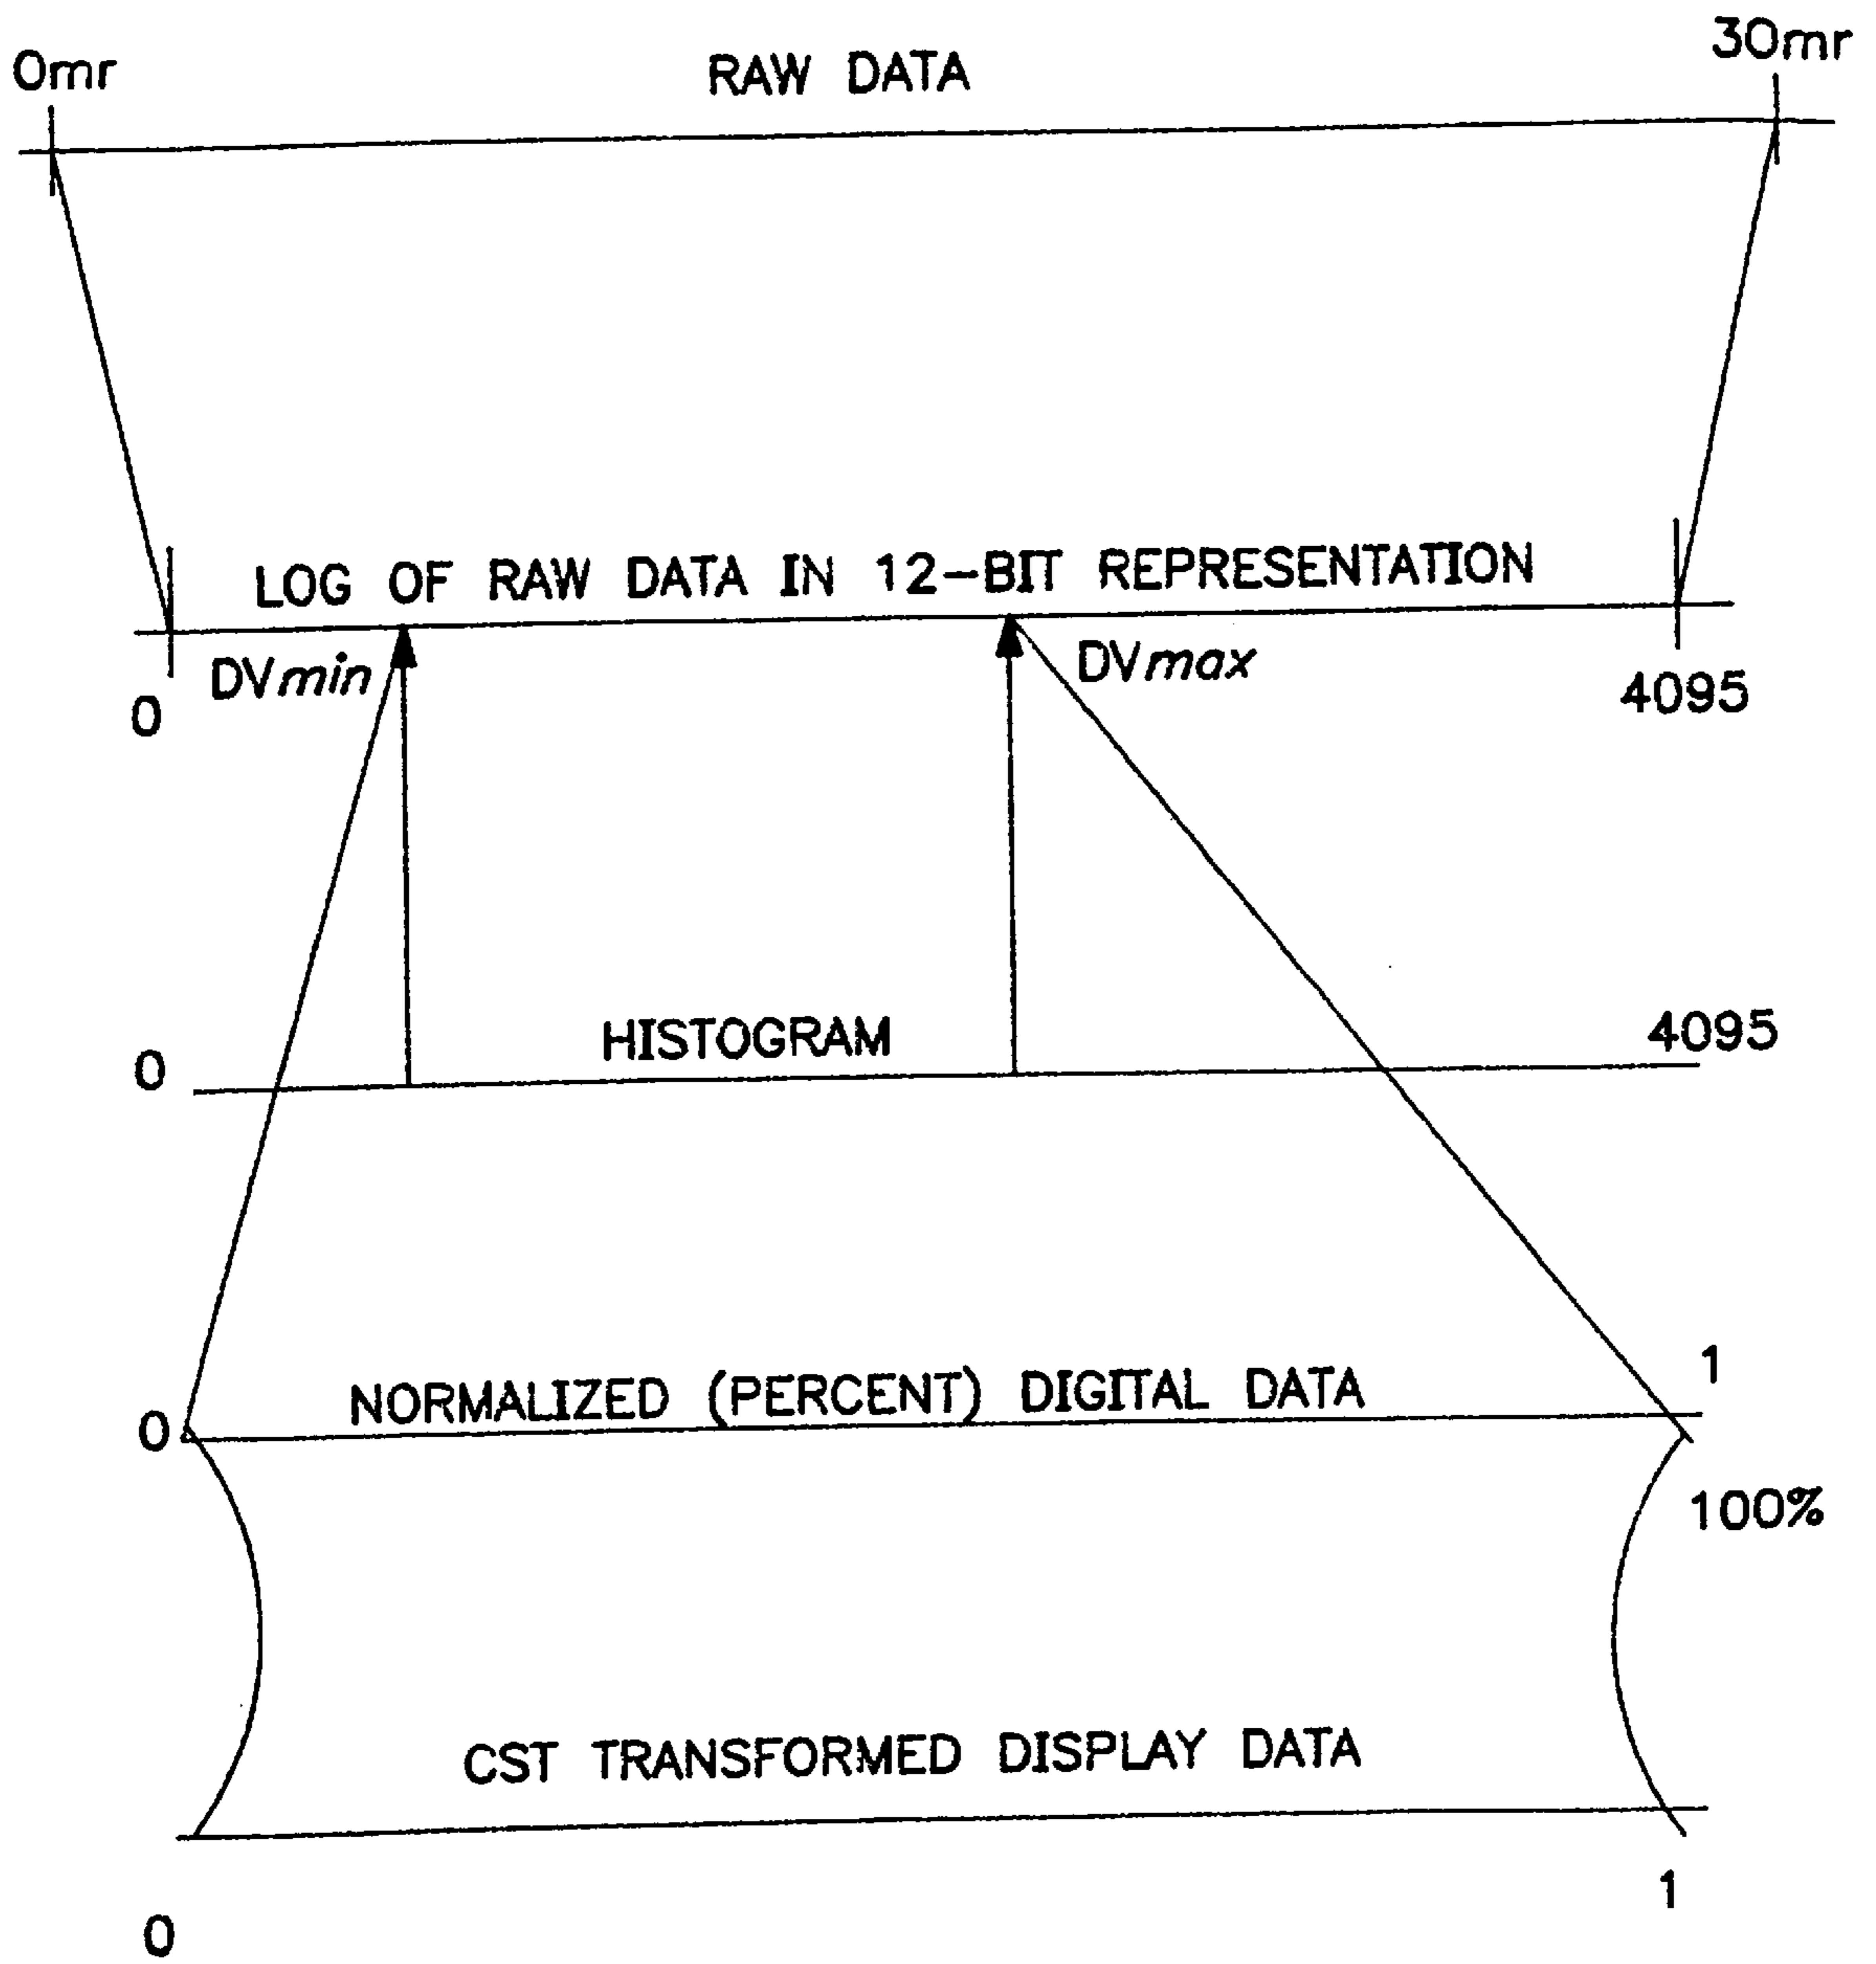 0mr RAW DATA 30mr
LOG OF RAW DATA IN 12-BIT REPRESENTATION
DVmin DVmax
0 4095
HISTOGRAM
0 4095
NORMALIZED (PERCENT) DIGITAL DATA
0 1
100%
CST TRANSFORMED DISPLAY DATA
0 1